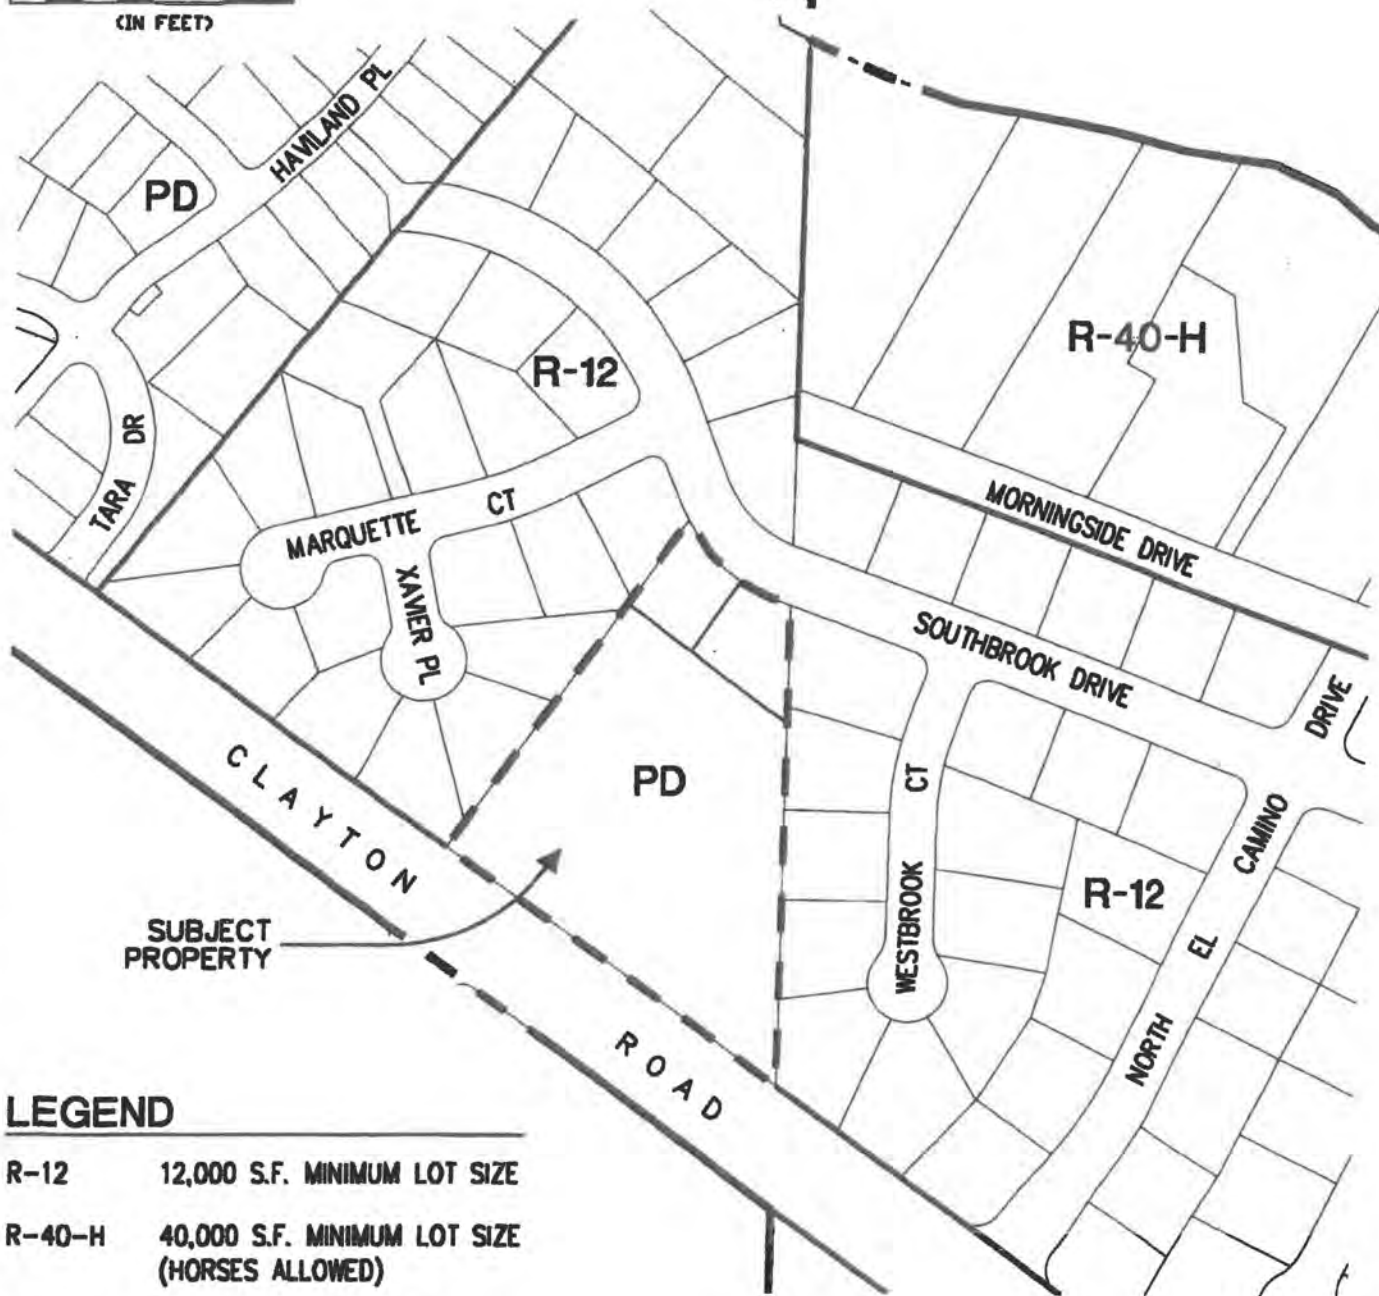 (IN FEET)
HAVILAND PL
PD
R-12
R-40-H
TARA DR
MARQUETTE CT
XAVIER PL
MORNINGSIDE DRIVE
SOUTHBROOK DRIVE
DRIVE
PD
WESTBROOK CT
NORTH EL CAMINO
R-12
CLAYTON
ROAD
SUBJECT
PROPERTY
LEGEND
R-12 12,000 S.F. MINIMUM LOT SIZE
R-40-H 40,000 S.F. MINIMUM LOT SIZE
(HORSES ALLOWED)